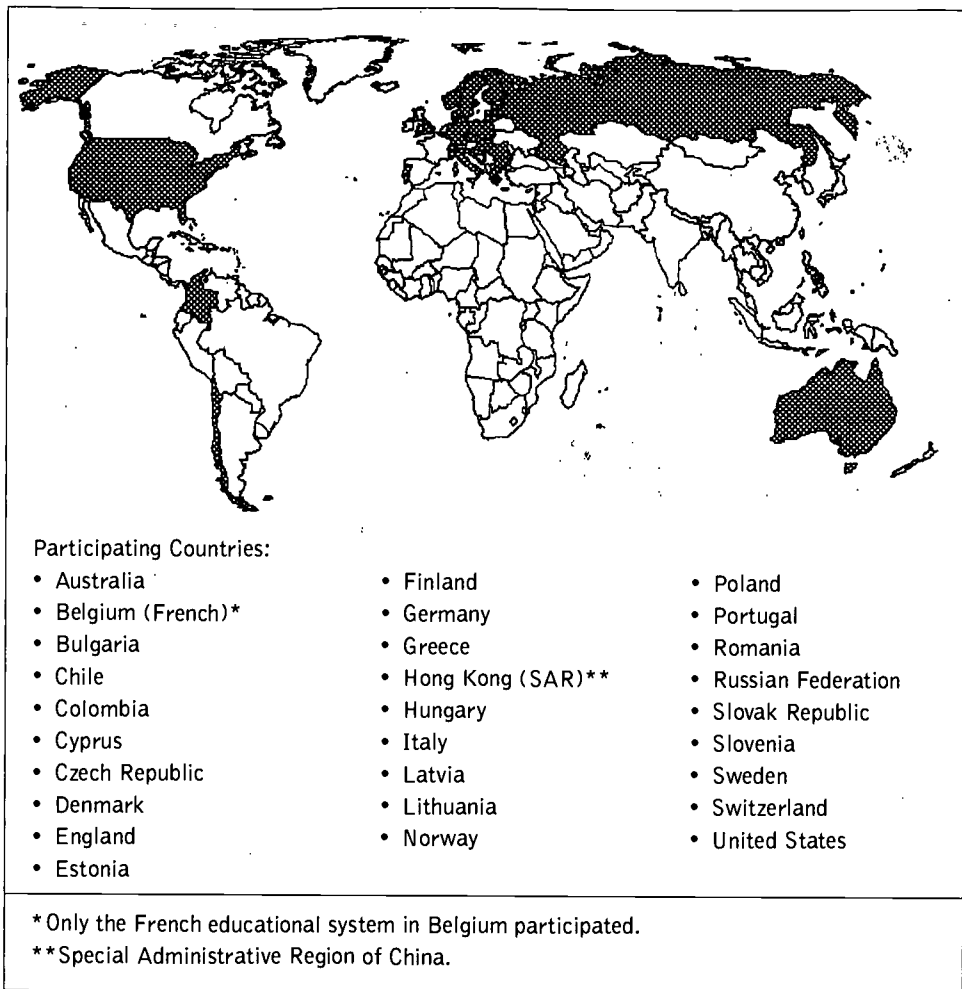 Participating Countries:
• Australia
• Belgium (French)*
• Bulgaria
• Chile
• Colombia
• Cyprus
• Czech Republic
• Denmark
• England
• Estonia
• Finland
• Germany
• Greece
• Hong Kong (SAR)**
• Hungary
• Italy
• Latvia
• Lithuania
• Norway
• Poland
• Portugal
• Romania
• Russian Federation
• Slovak Republic
• Slovenia
• Sweden
• Switzerland
• United States
*Only the French educational system in Belgium participated.
**Special Administrative Region of China.